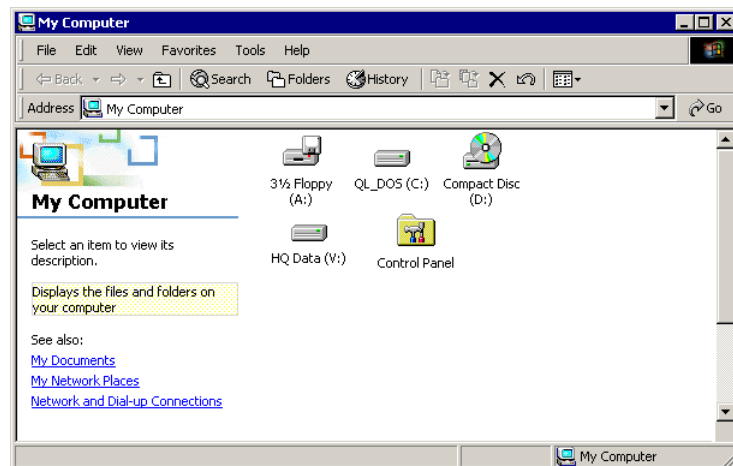 My Computer
File Edit View Favorites Tools Help
Back Search Folders History
Address My Computer Go
My Computer
Select an item to view its
description.
Displays the files and folders on
your computer
See also:
My Documents
My Network Places
Network and Dial-up Connections
3½ Floppy
(A:)
QL_DOS (C:)
Compact Disc
(D:)
HQ Data (V:)
Control Panel
My Computer